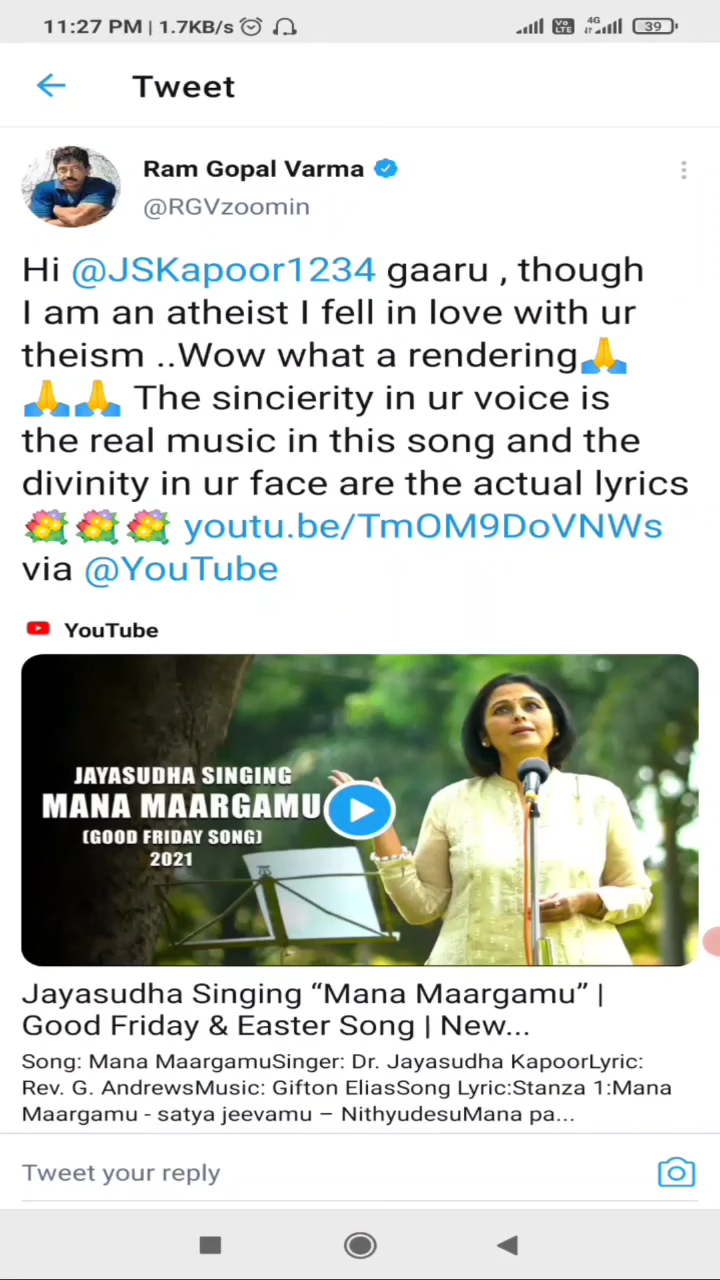 11:27 PM | 1.7KB/s
Vo LTE 4G 39
Tweet
Ram Gopal Varma
@RGVzoomin
Hi @JSKapoor1234 gaaru , though
I am an atheist I fell in love with ur
theism ..Wow what a rendering🙏
🙏🙏 The sincierity in ur voice is
the real music in this song and the
divinity in ur face are the actual lyrics
💐💐💐 youtu.be/TmOM9DoVNWs
via @YouTube
YouTube
JAYASUDHA SINGING
MANA MAARGAMU
(GOOD FRIDAY SONG)
2021
Jayasudha Singing “Mana Maargamu” |
Good Friday & Easter Song | New...
Song: Mana MaargamuSinger: Dr. Jayasudha KapoorLyric:
Rev. G. AndrewsMusic: Gifton EliasSong Lyric:Stanza 1:Mana
Maargamu - satya jeevamu – NithyudesuMana pa...
Tweet your reply